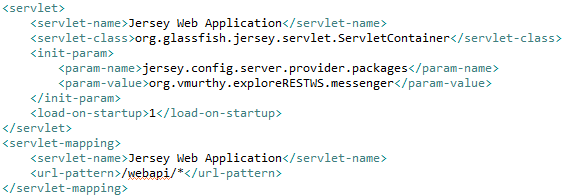 <servlet>
    <servlet-name>Jersey Web Application</servlet-name>
    <servlet-class>org.glassfish.jersey.servlet.ServletContainer</servlet-class>
    <init-param>
        <param-name>jersey.config.server.provider.packages</param-name>
        <param-value>org.vmurthy.exploreRESTWS.messenger</param-value>
    </init-param>
    <load-on-startup>1</load-on-startup>
</servlet>
<servlet-mapping>
    <servlet-name>Jersey Web Application</servlet-name>
    <url-pattern>/webapi/*</url-pattern>
</servlet-mapping>